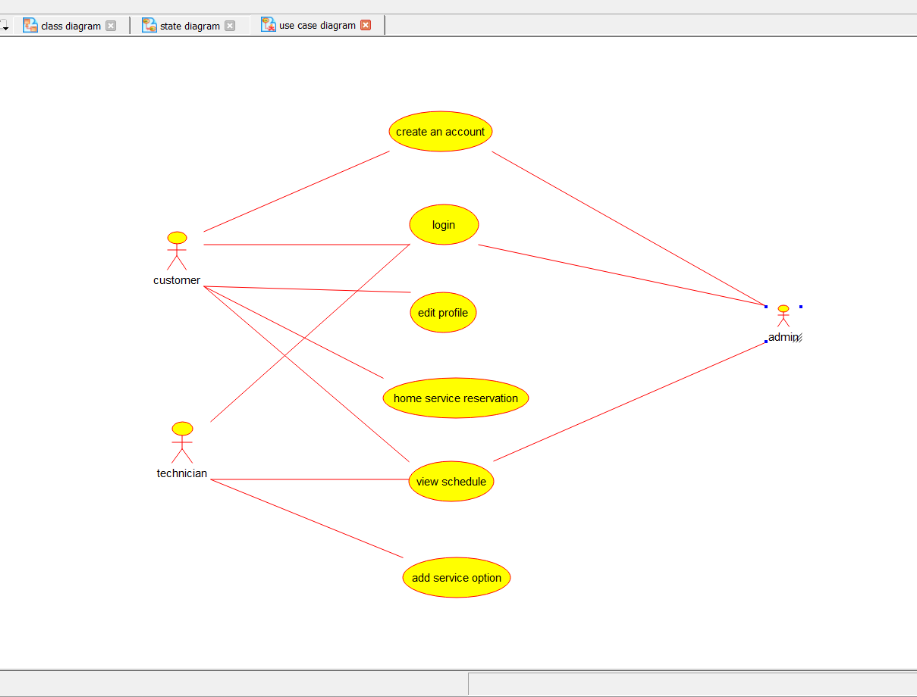 class diagram
state diagram
use case diagram
create an account
login
customer
edit profile
admin
home service reservation
technician
view schedule
add service option